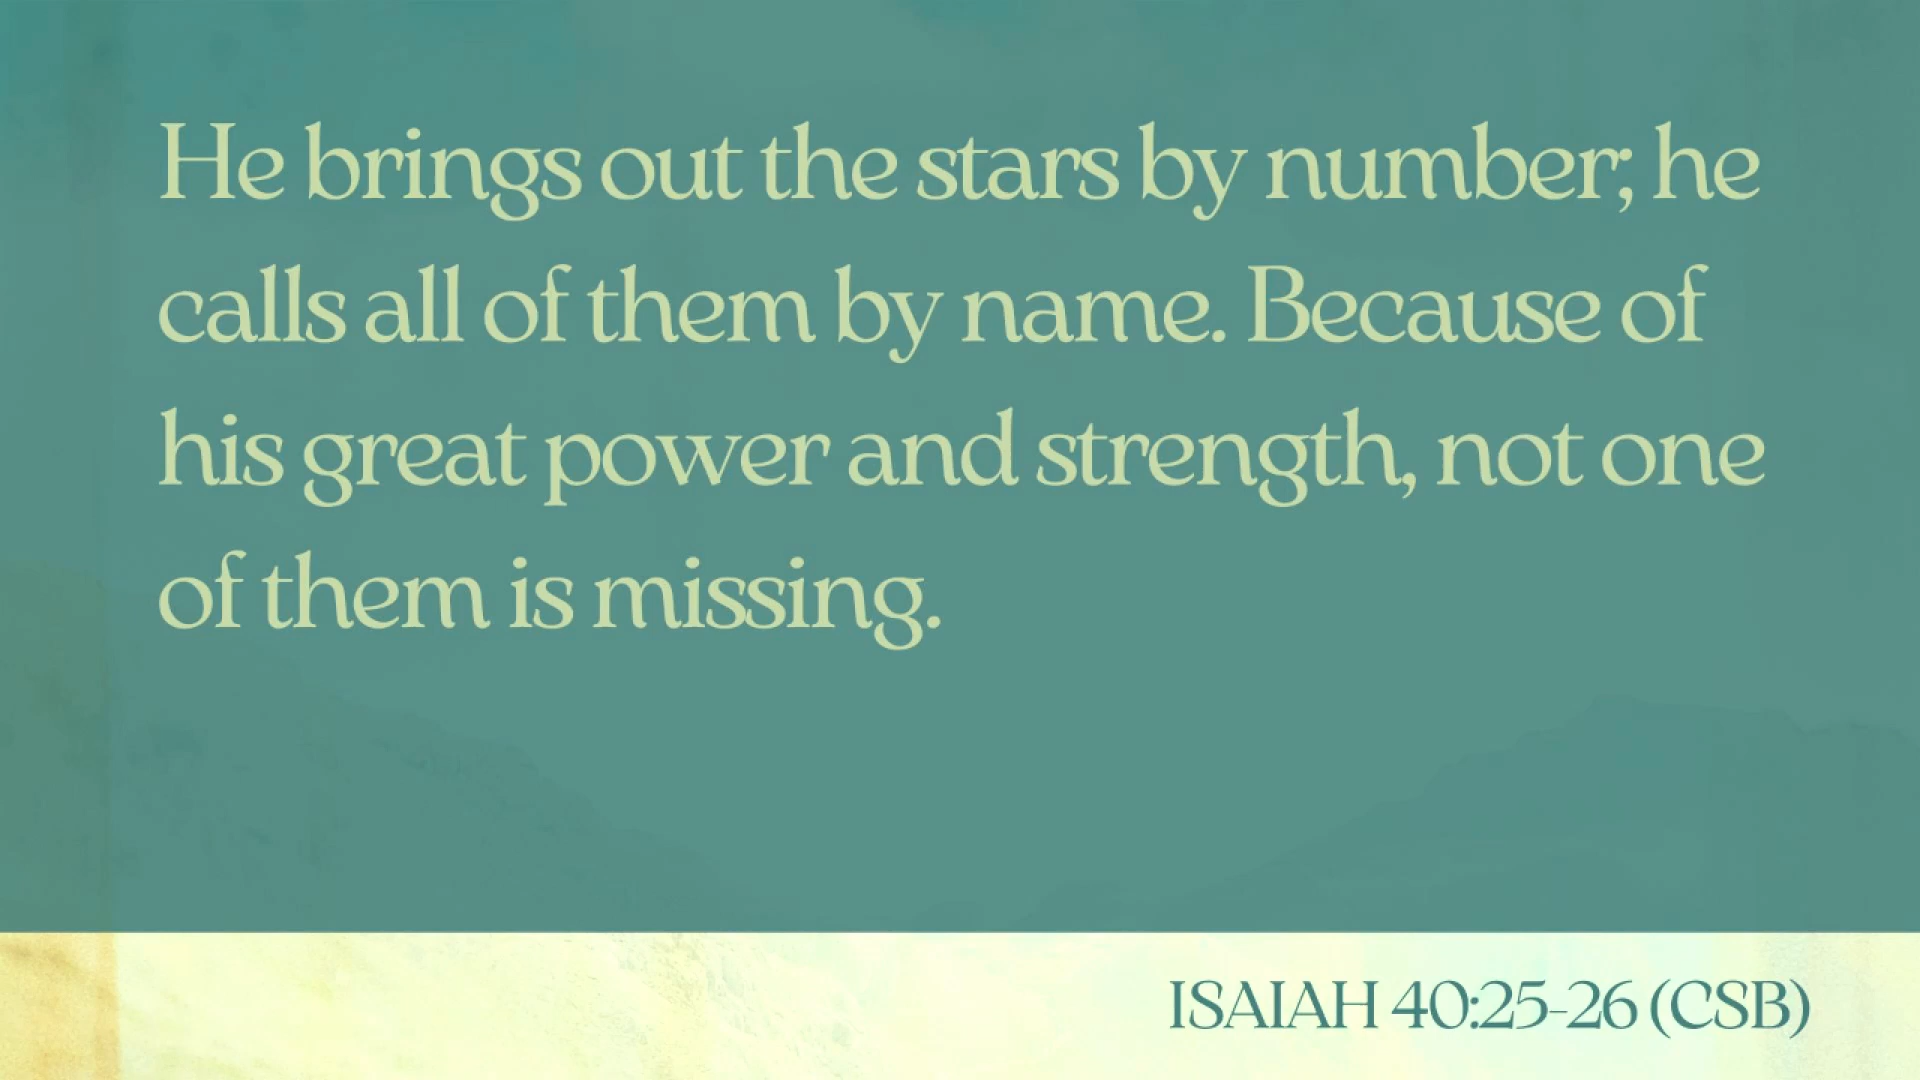 He brings out the stars by number; he
calls all of them by name. Because of
his great power and strength, not one
of them is missing.
ISAIAH 40:25-26 (CSB)